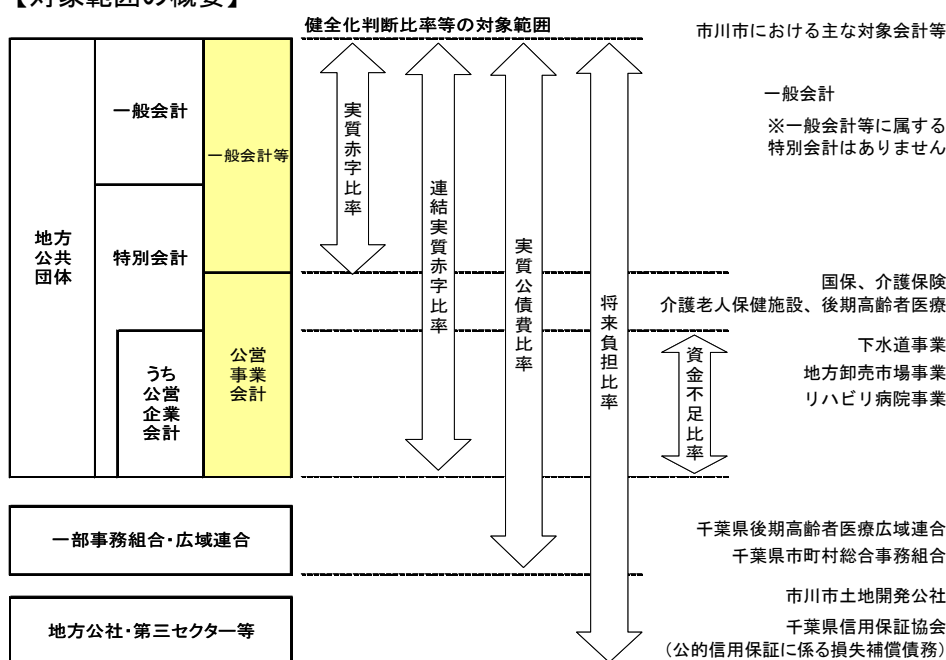 【対象範囲の概要】
健全化判断比率等の対象範囲
市川市における主な対象会計等
地方
公共
団体
一般会計
特別会計
うち
公営
企業
会計
一般会計等
公営
事業
会計
実質赤字比率
連結実質赤字比率
実質公債費比率
将来負担比率
資金不足比率
一般会計
※一般会計等に属する
特別会計はありません
国保、介護保険
介護老人保健施設、後期高齢者医療
下水道事業
地方卸売市場事業
リハビリ病院事業
一部事務組合・広域連合
千葉県後期高齢者医療広域連合
千葉県市町村総合事務組合
地方公社・第三セクター等
市川市土地開発公社
千葉県信用保証協会
（公的信用保証に係る損失補償債務）